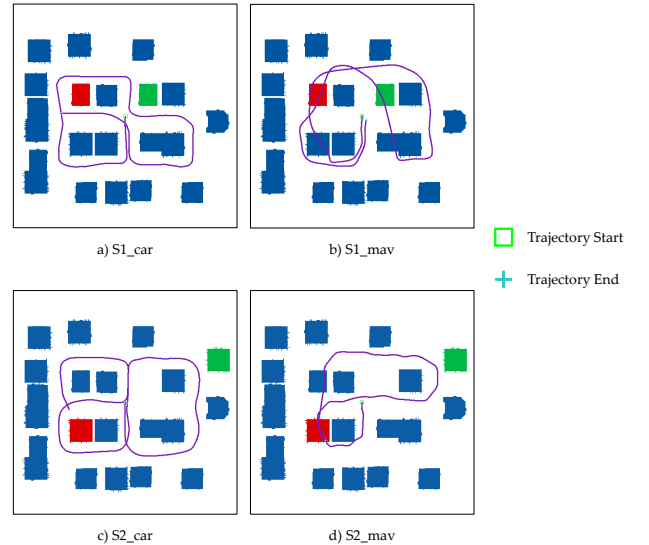 a) S1_car
b) S1_mav
Trajectory Start
Trajectory End
c) S2_car
d) S2_mav